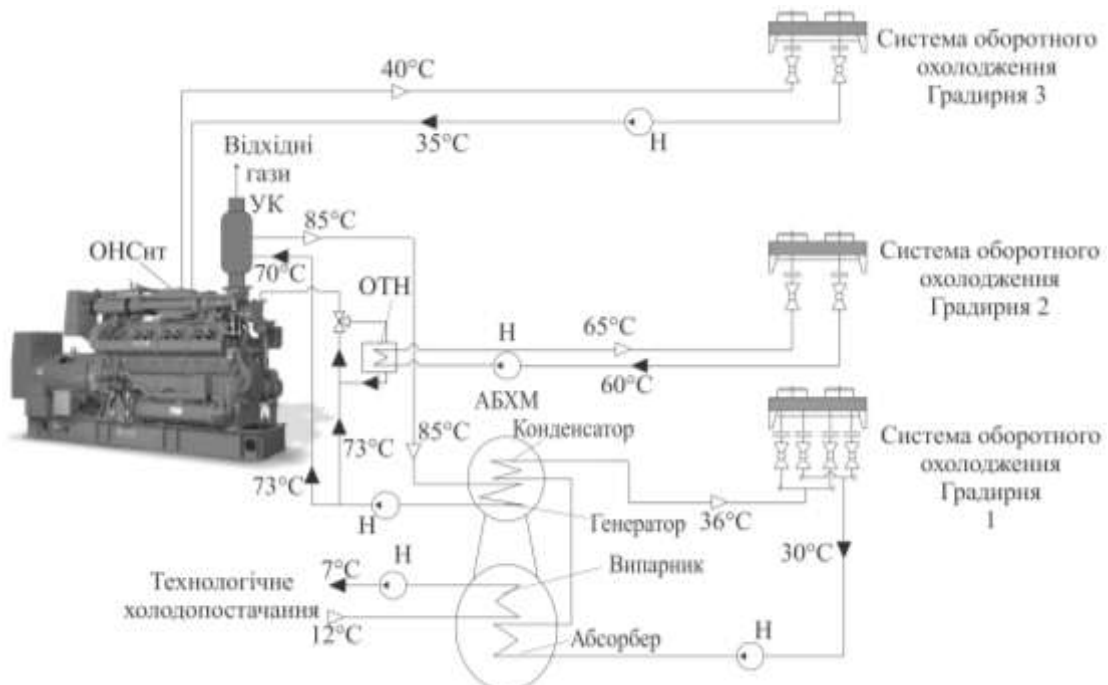 40°C
Система оборотного
охолодження
Градирня 3
35°C
Н
Відхідні
гази
УК
85°C
ОНСнт
70°C
ОТН
Система оборотного
охолодження
Градирня 2
65°C
Н
60°C
АБХМ
Конденсатор
85°C
73°C
Система оборотного
охолодження
Градирня
1
73°C
Н
Генератор
36°C
30°C
Н
7°C
Випарник
Технологічне
холодопостачання
12°C
Абсорбер
Н